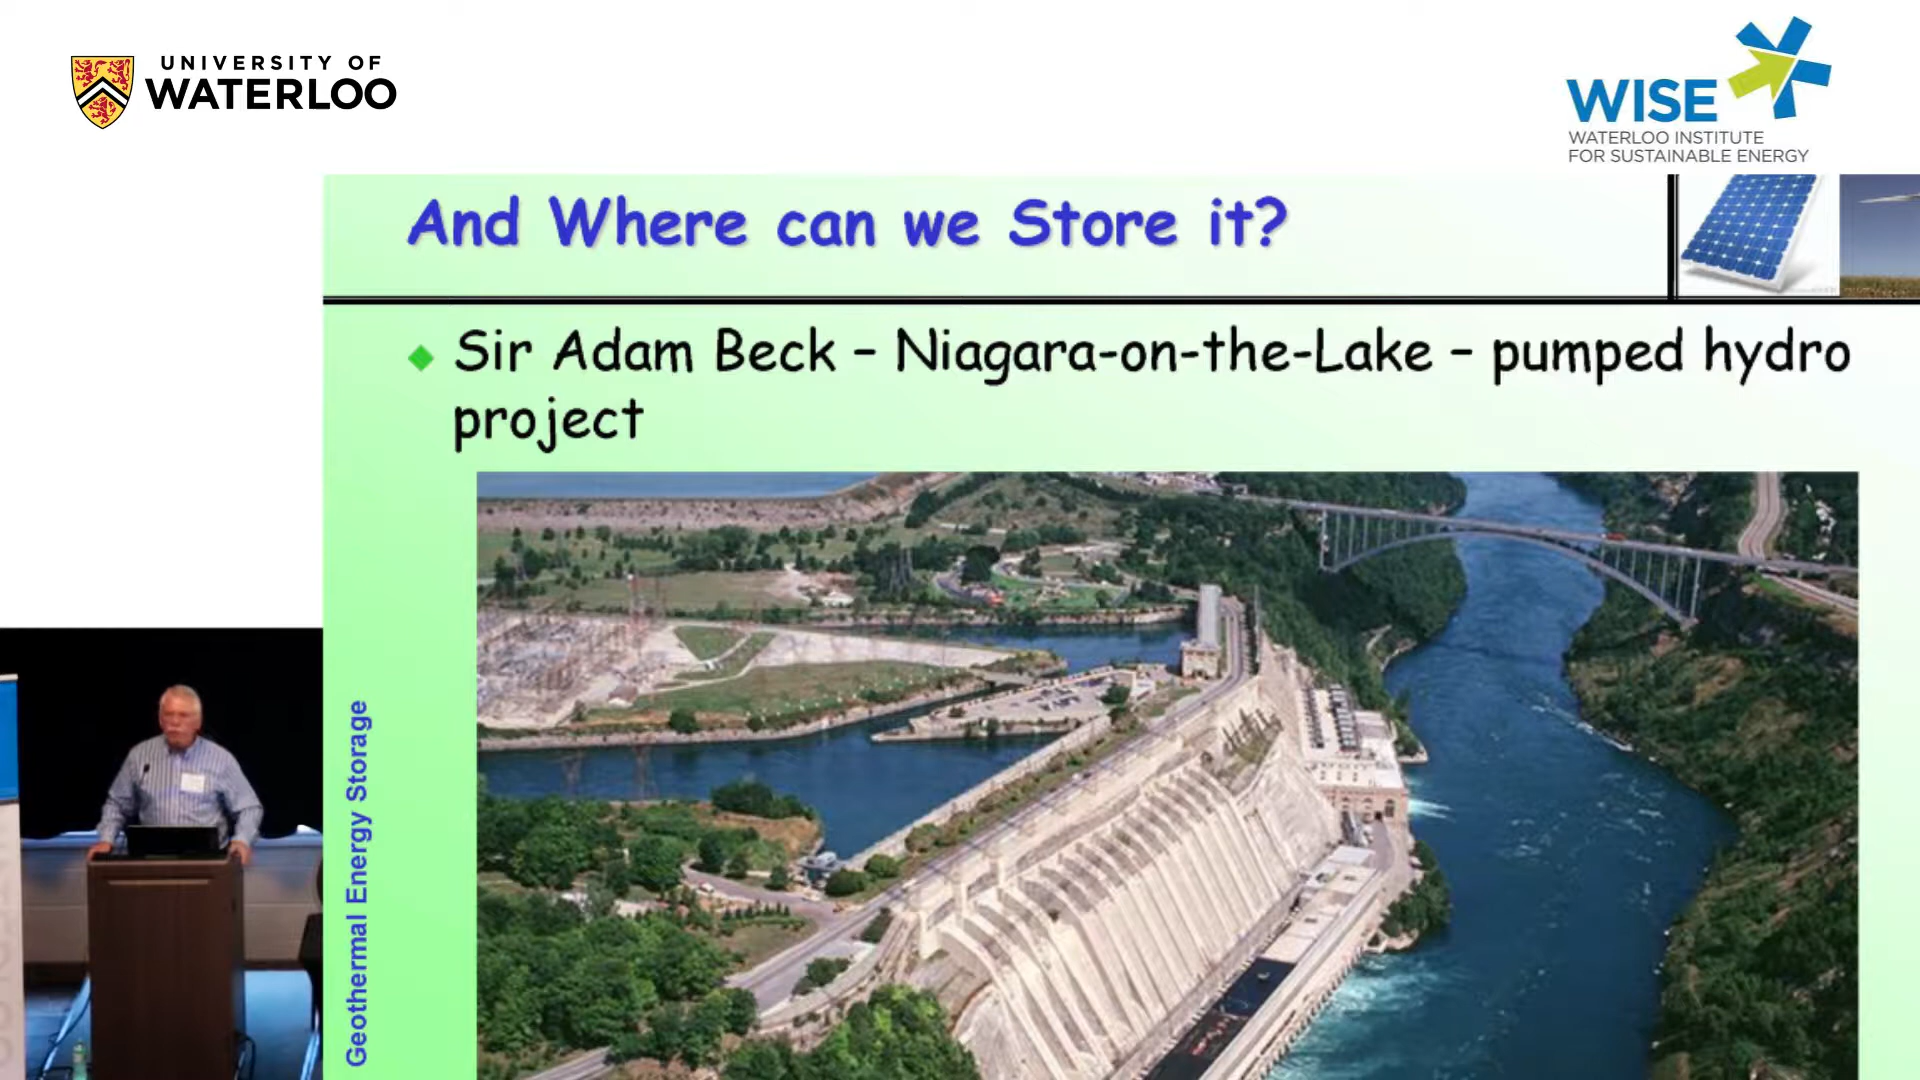 UNIVERSITY OF
WATERLOO
WISE
WATERLOO INSTITUTE
FOR SUSTAINABLE ENERGY
And Where can we Store it?
Sir Adam Beck – Niagara-on-the-Lake – pumped hydro
project
Geothermal Energy Storage